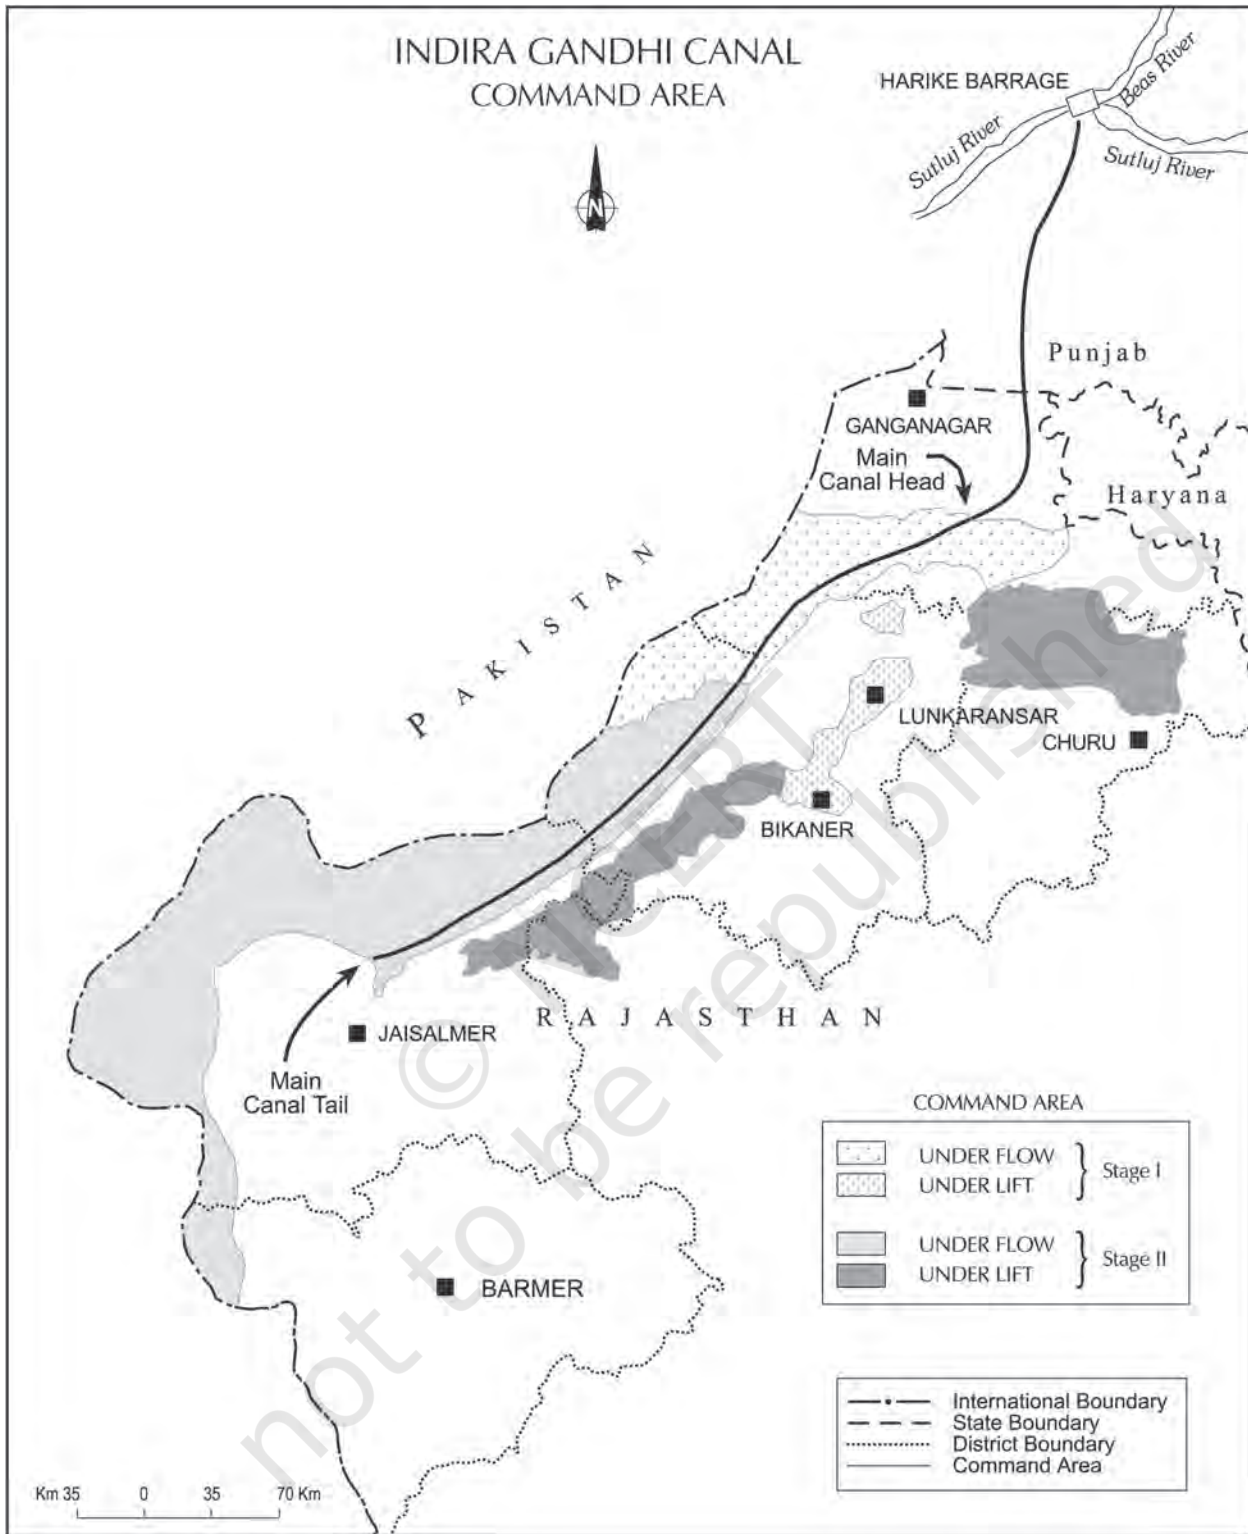 INDIRA GANDHI CANAL
COMMAND AREA
HARIKE BARRAGE
Beas River
Sutluj River
Sutluj River
N
Punjab
GANGANAGAR
Main
Canal Head
Haryana
PAKISTAN
LUNKARANSAR
CHURU
BIKANER
RAJASTHAN
JAISALMER
Main
Canal Tail
BARMER
COMMAND AREA
UNDER FLOW
UNDER LIFT
Stage I
UNDER FLOW
UNDER LIFT
Stage II
International Boundary
State Boundary
District Boundary
Command Area
Km 35 0 35 70 Km
© NCERT
not to be republished